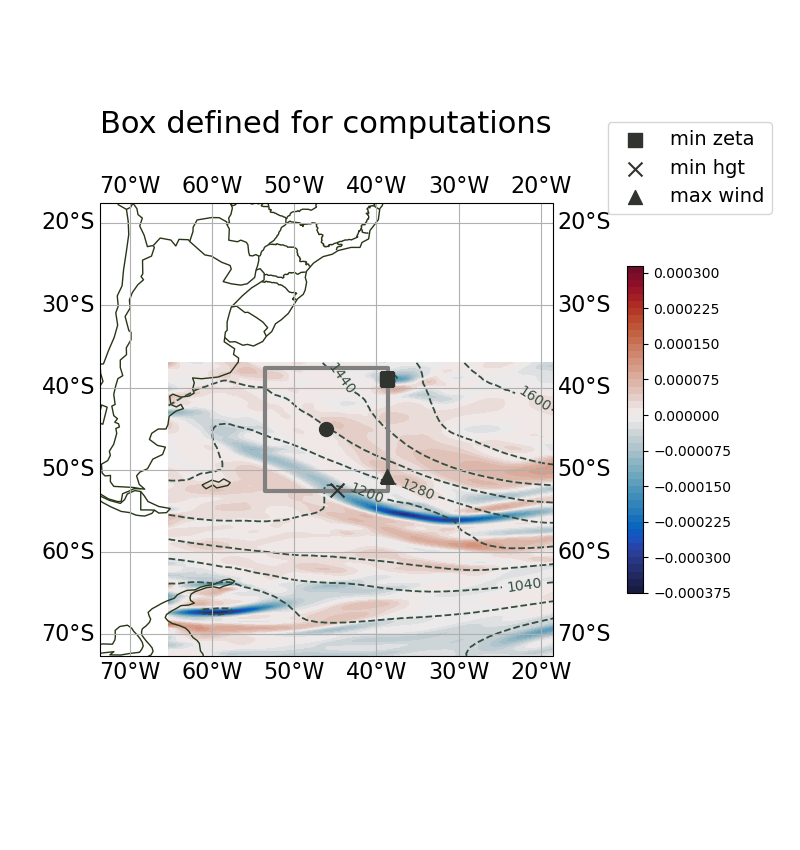 Box defined for computations
min zeta
min hgt
max wind
70°W 60°W 50°W 40°W 30°W 20°W
20°S 20°S
30°S 30°S
40°S 40°S
50°S 50°S
60°S 60°S
70°S 70°S
70°W 60°W 50°W 40°W 30°W 20°W
1440
1600
1200
1280
1040
0.000300
0.000225
0.000150
0.000075
0.000000
−0.000075
−0.000150
−0.000225
−0.000300
−0.000375